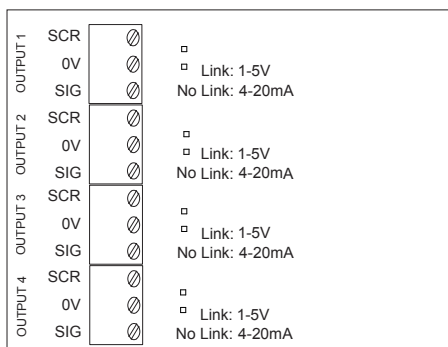 OUTPUT 1
SCR
0V
SIG
Link: 1-5V
No Link: 4-20mA
OUTPUT 2
SCR
0V
SIG
Link: 1-5V
No Link: 4-20mA
OUTPUT 3
SCR
0V
SIG
Link: 1-5V
No Link: 4-20mA
OUTPUT 4
SCR
0V
SIG
Link: 1-5V
No Link: 4-20mA